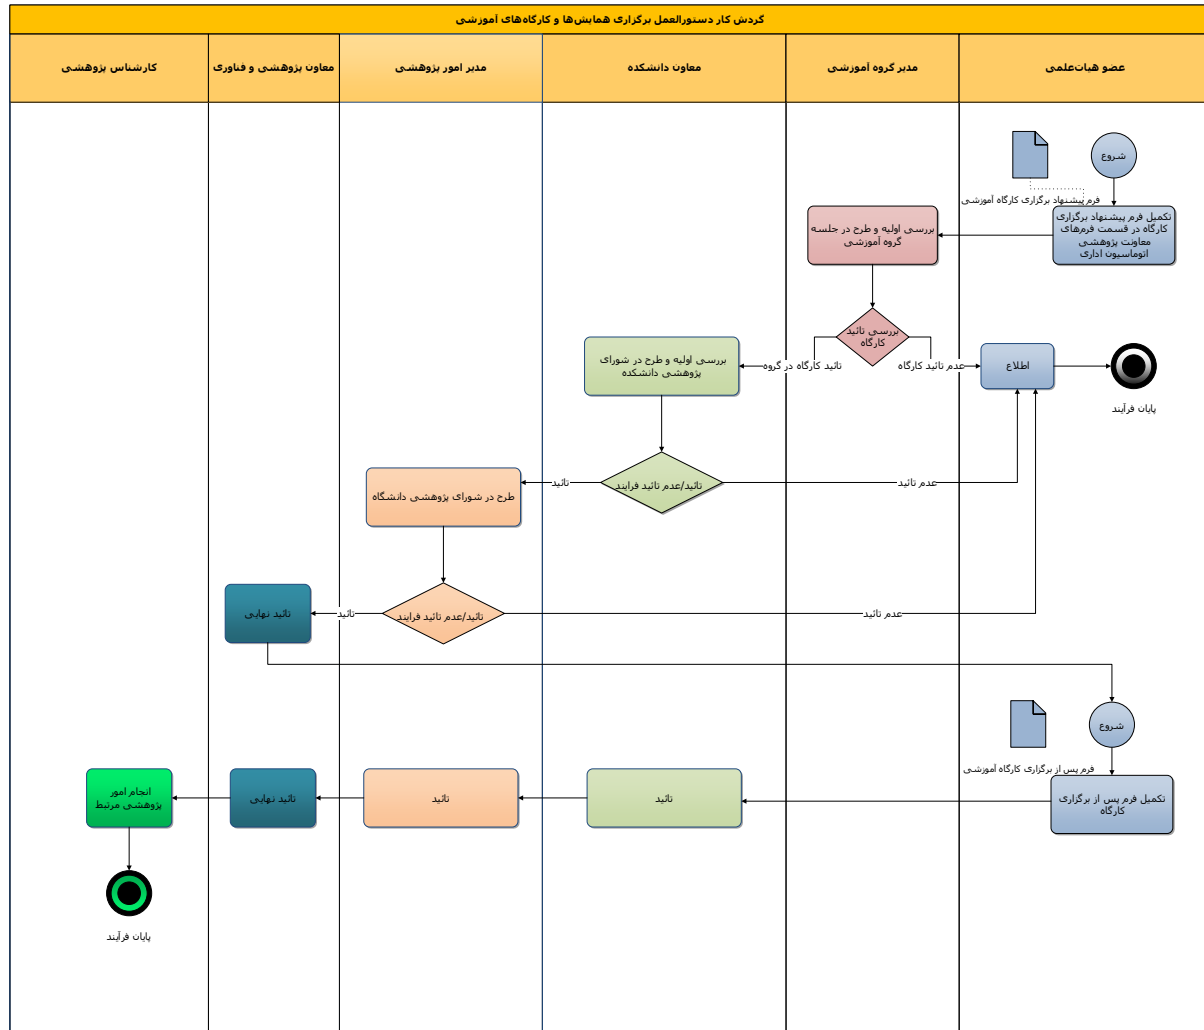 گردش کار دستورالعمل برگزاری همایش‌ها و کارگاه‌های آموزشی
عضو هیات‌علمی
مدیر گروه آموزشی
معاون دانشکده
مدیر امور پژوهشی
معاون پژوهشی و فناوری
کارشناس پژوهشی
شروع
فرم پیشنهاد برگزاری کارگاه آموزشی
تکمیل فرم پیشنهاد برگزاری
کارگاه در قسمت فرم‌های
معاونت پژوهشی
اتوماسیون اداری
بررسی اولیه و طرح در جلسه
گروه آموزشی
بررسی تائید
کارگاه
عدم تائید کارگاه
تائید کارگاه در گروه
اطلاع
پایان فرآیند
بررسی اولیه و طرح در شورای
پژوهشی دانشکده
تائید/عدم تائید فرایند
عدم تائید
تائید
طرح در شورای پژوهشی دانشگاه
تائید/عدم تائید فرایند
عدم تائید
تائید
تائید نهایی
شروع
فرم پس از برگزاری کارگاه آموزشی
تکمیل فرم پس از برگزاری
کارگاه
تائید
تائید
تائید نهایی
انجام امور
پژوهشی مرتبط
پایان فرآیند